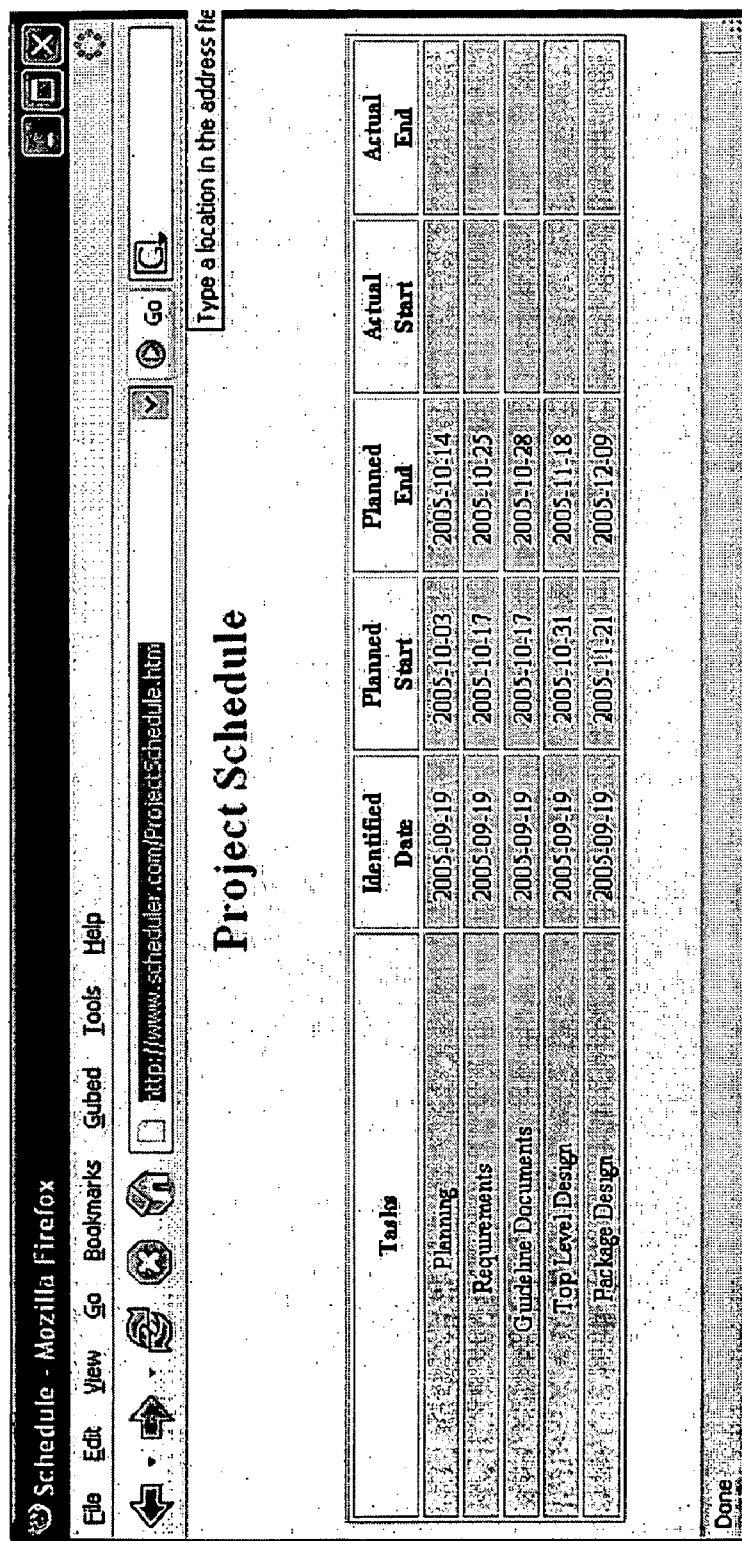 Schedule - Mozilla Firefox
File Edit View Go Bookmarks Gubed Tools Help
http://www.scheduler.com/ProjectSchedule.htm Go G
Type a location in the address fie
Project Schedule
Tasks Identified Date Planned Start Planned End Actual Start Actual End
Planning 2005-09-19 2005-10-03 2005-10-14
Requrements 2005-09-19 2005-10-17 2005-10-25
Guideline Documents 2005-09-19 2005-10-17 2005-10-28
Top Level Design 2005-09-19 2005-10-31 2005-11-18
Package Design 2005-09-19 2005-11-21 2005-12-09
Done